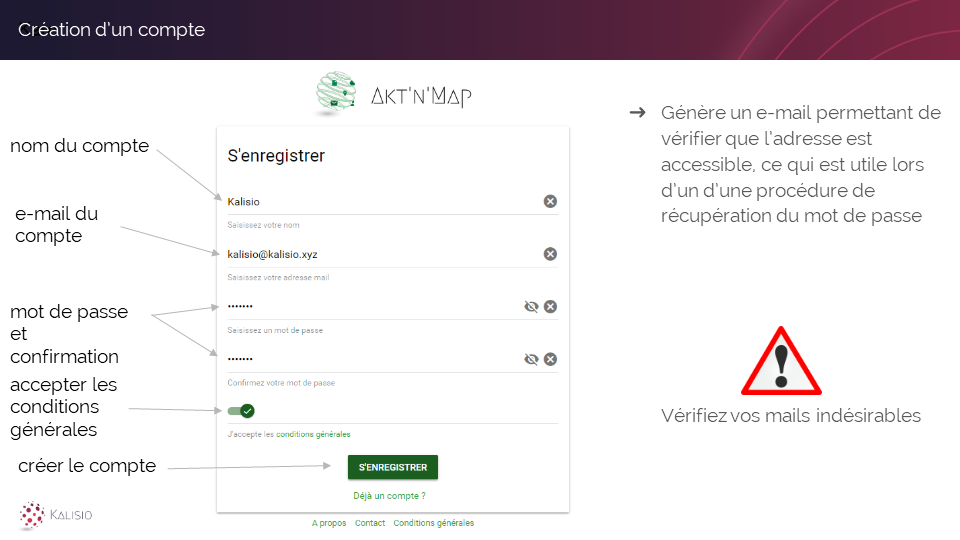 Création d'un compte
AKT'N'MAP
nom du compte
e-mail du
compte
mot de passe
et
confirmation
accepter les
conditions
générales
créer le compte
S'enregistrer
Kalisio
Saisissez votre nom
kalisio@kalisio.xyz
Saisissez votre adresse mail
•••••••
Saisissez un mot de passe
•••••••
Confirmez votre mot de passe
J'accepte les conditions générales
S'ENREGISTRER
Déjà un compte ?
A propos Contact Conditions générales
➔ Génère un e-mail permettant de
vérifier que l'adresse est
accessible, ce qui est utile lors
d'un d'une procédure de
récupération du mot de passe
!
Vérifiez vos mails indésirables
KALISIO